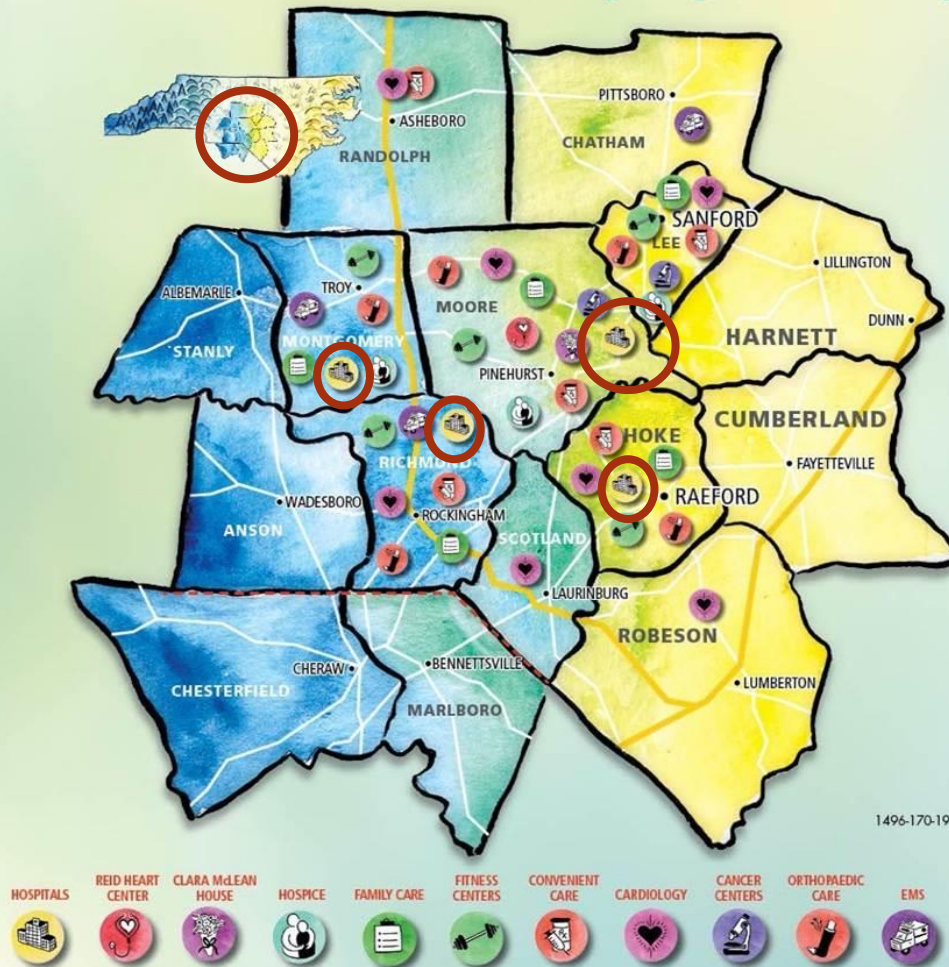 PITTSBORO
ASHEBORO
CHATHAM
RANDOLPH
SANFORD
LEE
LILLINGTON
TROY
ALBEMARLE
MOORE
DUNN
HARNETT
MONTGOMERY
STANLY
PINEHURST
CUMBERLAND
HOKE
RICHMOND
FAYETTEVILLE
RAEFORD
WADESBORO
ROCKINGHAM
ANSON
SCOTLAND
LAURINBURG
ROBESON
BENNETTSVILLE
CHERAW
LUMBERTON
CHESTERFIELD
MARLBORO
1496-170-19
HOSPITALS
REID HEART
CENTER
CLARA McLEAN
HOUSE
HOSPICE
FAMILY CARE
FITNESS
CENTERS
CONVENIENT
CARE
CARDIOLOGY
CANCER
CENTERS
ORTHOPAEDIC
CARE
EMS